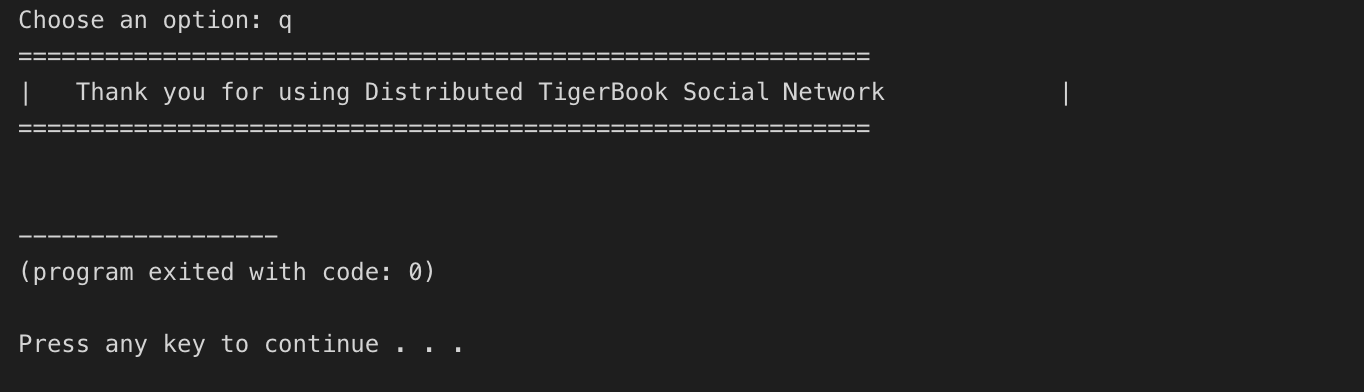 Choose an option: q
===========================================================
|   Thank you for using Distributed TigerBook Social Network            |
===========================================================
------------------
(program exited with code: 0)
Press any key to continue . . .